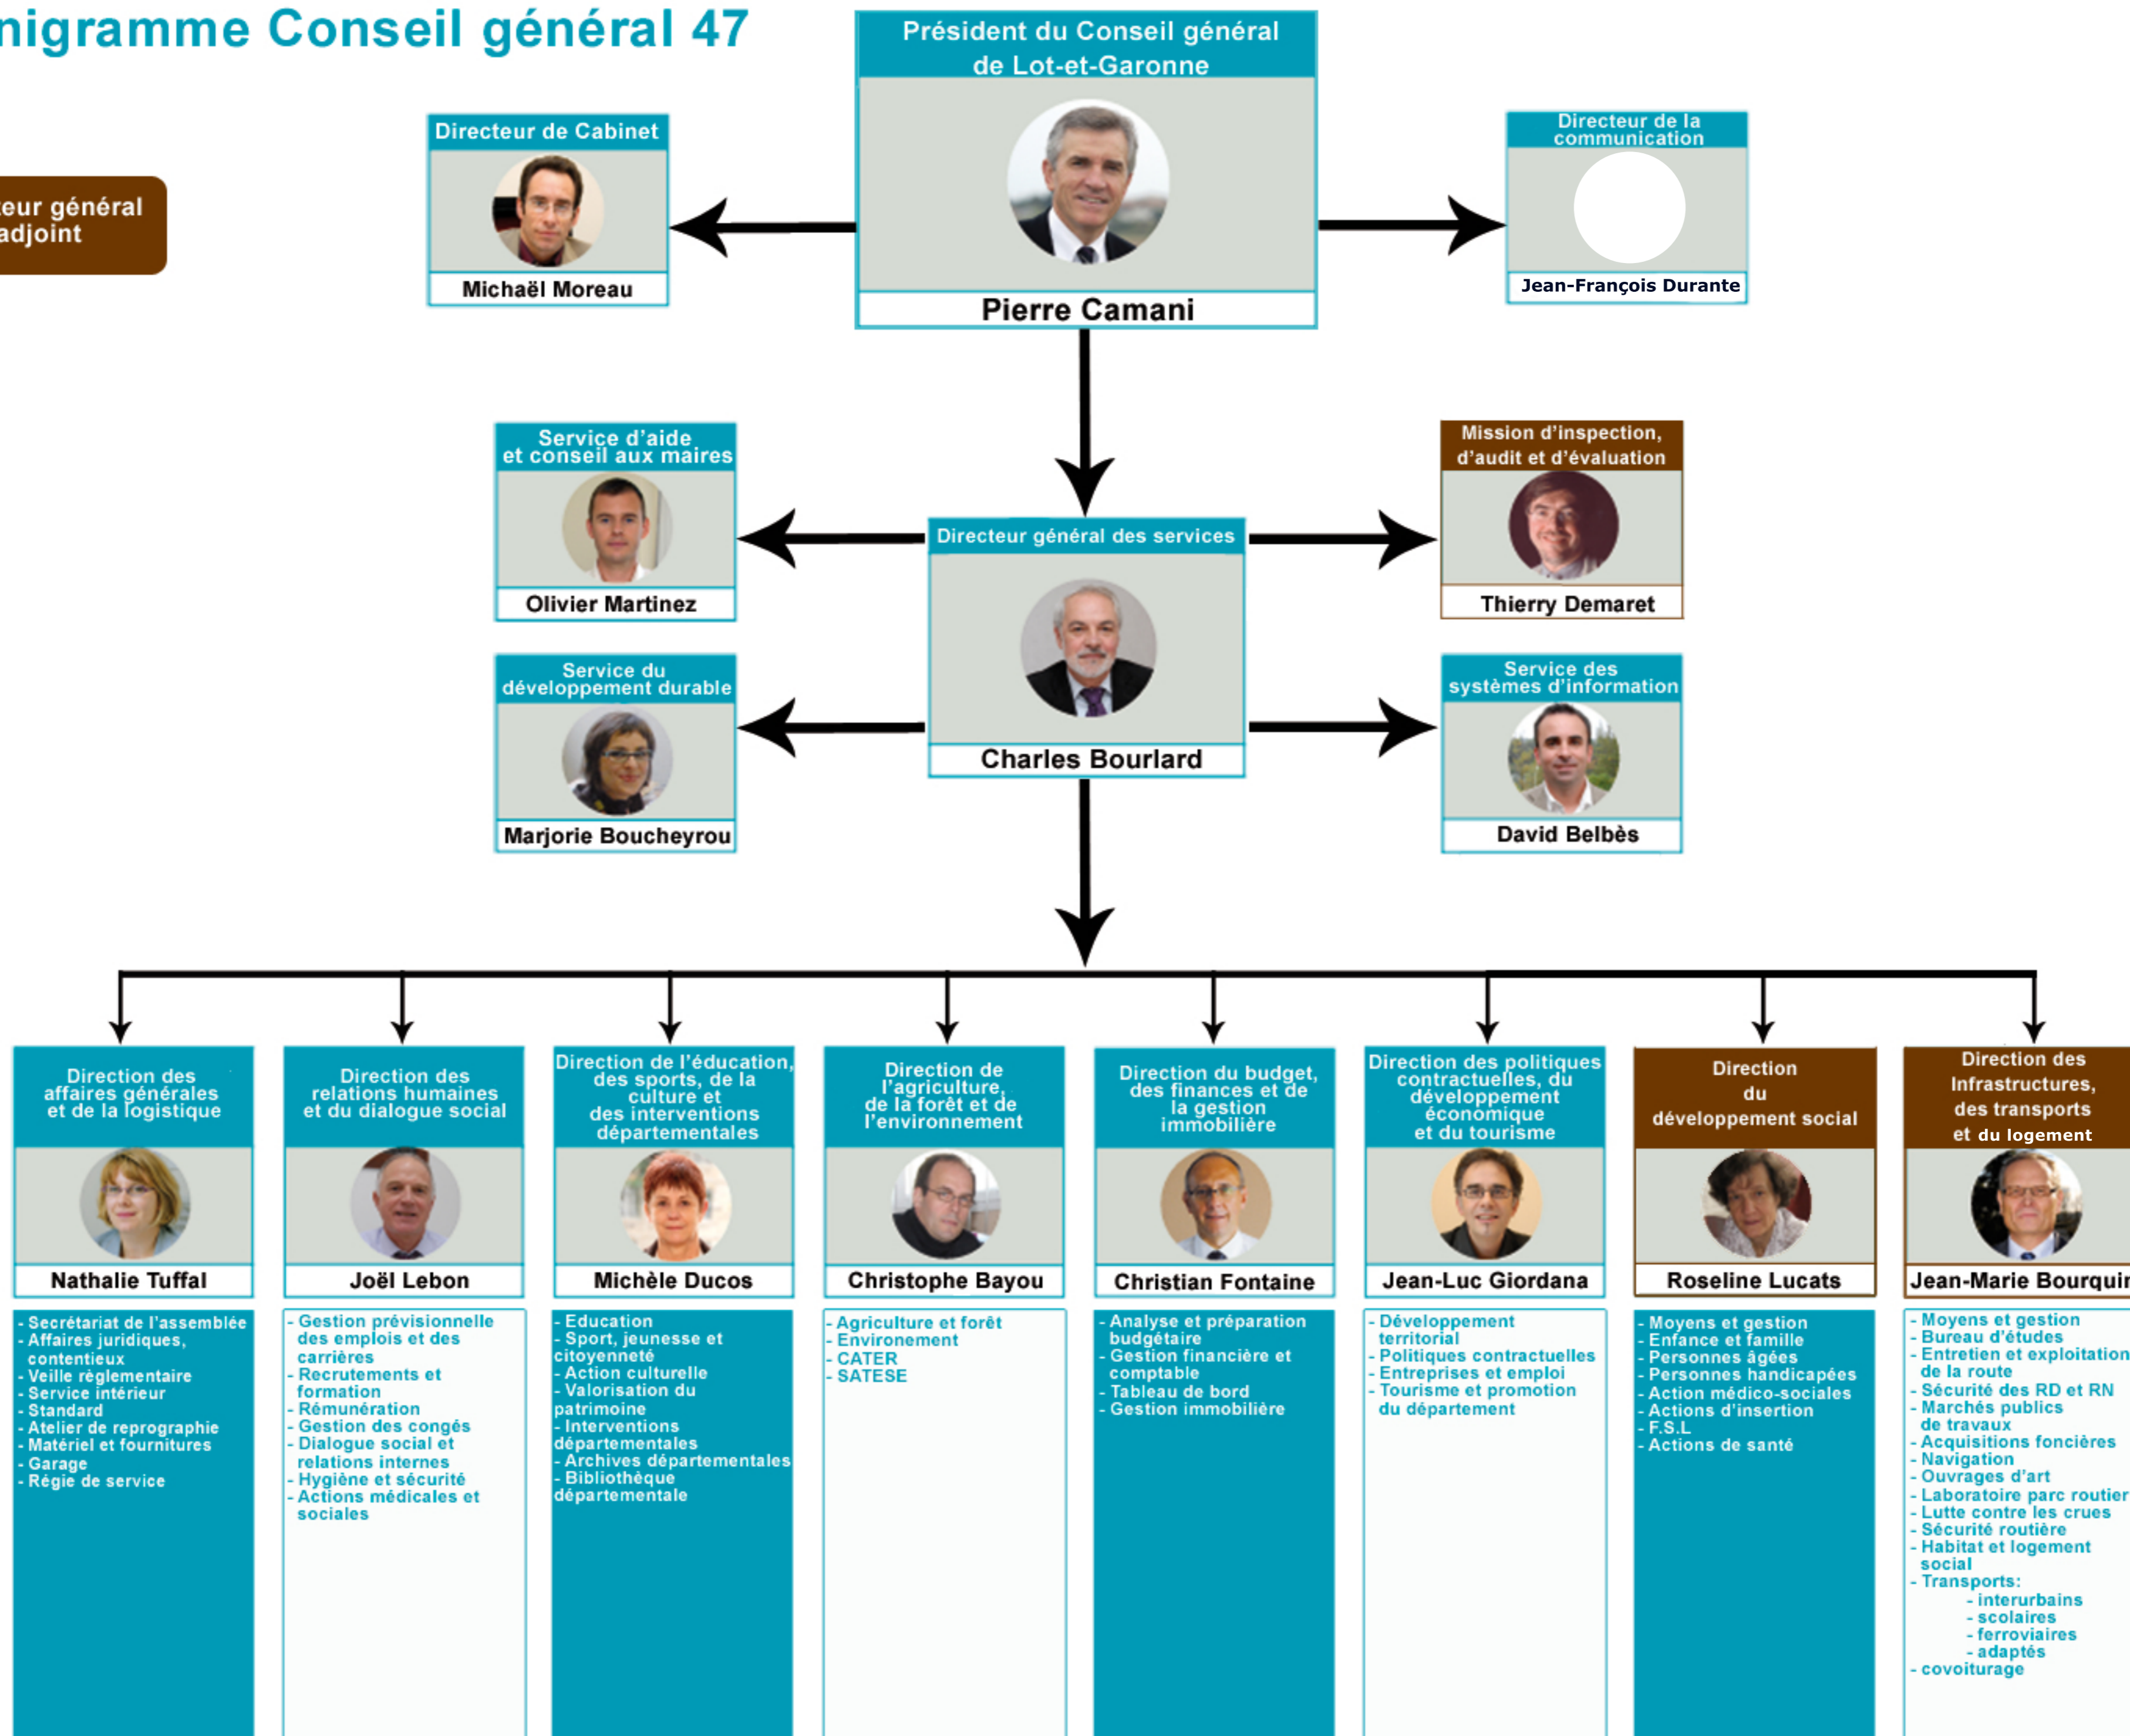 nigramme Conseil général 47
Président du Conseil général
de Lot-et-Garonne
Pierre Camani
Directeur de Cabinet
Michaël Moreau
Directeur de la
communication
Jean-François Durante
teur général
adjoint
Service d'aide
et conseil aux maires
Olivier Martinez
Mission d'inspection,
d'audit et d'évaluation
Thierry Demaret
Directeur général des services
Charles Bourlard
Service du
développement durable
Marjorie Boucheyrou
Service des
systèmes d'information
David Belbès
Direction des
affaires générales
et de la logistique
Nathalie Tuffal
- Secrétariat de l'assemblée
- Affaires juridiques,
contentieux
- Veille règlementaire
- Service intérieur
- Standard
- Atelier de reprographie
- Matériel et fournitures
- Garage
- Régie de service
Direction des
relations humaines
et du dialogue social
Joël Lebon
- Gestion prévisionnelle
des emplois et des
carrières
- Recrutements et
formation
- Rémunération
- Gestion des congés
- Dialogue social et
relations internes
- Hygiène et sécurité
- Actions médicales et
sociales
Direction de l'éducation,
des sports, de la
culture et
des interventions
départementales
Michèle Ducos
- Education
- Sport, jeunesse et
citoyenneté
- Action culturelle
- Valorisation du
patrimoine
- Interventions
départementales
- Archives départementales
- Bibliothèque
départementale
Direction de
l'agriculture,
de la forêt et de
l'environnement
Christophe Bayou
- Agriculture et forêt
- Environement
- CATER
- SATESE
Direction du budget,
des finances et de
la gestion
immobilière
Christian Fontaine
- Analyse et préparation
budgétaire
- Gestion financière et
comptable
- Tableau de bord
- Gestion immobilière
Direction des politiques
contractuelles, du
développement
économique
et du tourisme
Jean-Luc Giordana
- Développement
territorial
- Politiques contractuelles
- Entreprises et emploi
- Tourisme et promotion
du département
Direction
du
développement social
Roseline Lucats
- Moyens et gestion
- Enfance et famille
- Personnes âgées
- Personnes handicapées
- Action médico-sociales
- Actions d'insertion
- F.S.L
- Actions de santé
Direction des
Infrastructures,
des transports
et du logement
Jean-Marie Bourquin
- Moyens et gestion
- Bureau d'études
- Entretien et exploitation
de la route
- Sécurité des RD et RN
- Marchés publics
de travaux
- Acquisitions foncières
- Navigation
- Ouvrages d'art
- Laboratoire parc routier
- Lutte contre les crues
- Sécurité routière
- Habitat et logement
social
- Transports:
- interurbains
- scolaires
- ferroviaires
- adaptés
- covoiturage